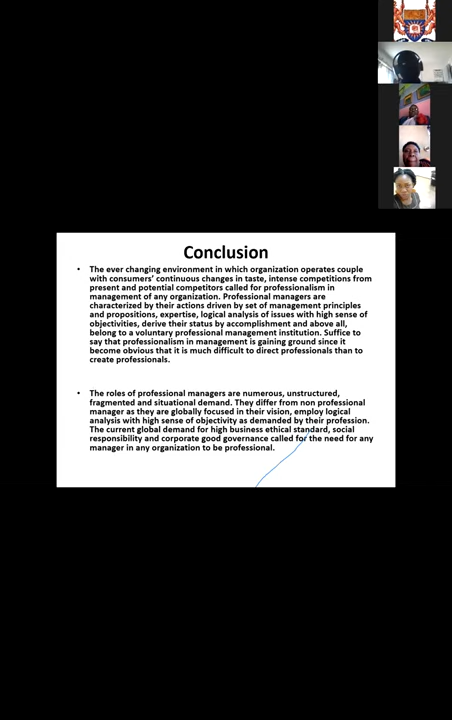 Conclusion
• The ever changing environment in which organization operates couple
with consumers' continuous changes in taste, intense competitions from
present and potential competitors called for professionalism in
management of any organization. Professional managers are
characterized by their actions driven by set of management principles
and propositions, expertise, logical analysis of issues with high sense of
objectivities, derive their status by accomplishment and above all,
belong to a voluntary professional management institution. Suffice to
say that professionalism in management is gaining ground since it
become obvious that it is much difficult to direct professionals than to
create professionals.
• The roles of professional managers are numerous, unstructured,
fragmented and situational demand. They differ from non professional
manager as they are globally focused in their vision, employ logical
analysis with high sense of objectivity as demanded by their profession.
The current global demand for high business ethical standard, social
responsibility and corporate good governance called for the need for any
manager in any organization to be professional.